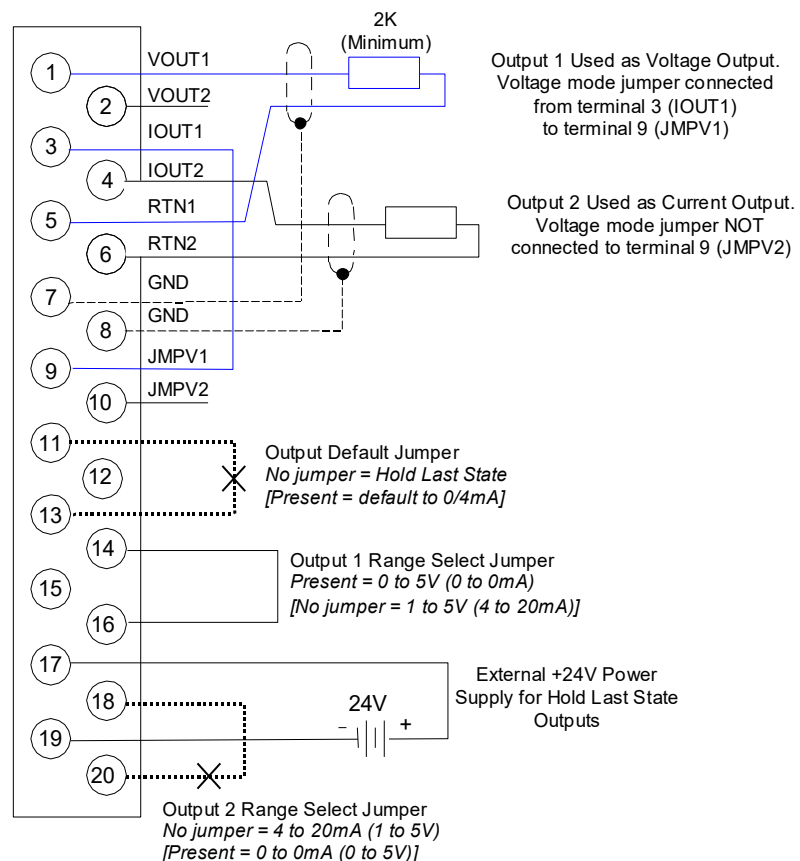 2K
(Minimum)
1
VOUT1
Output 1 Used as Voltage Output.
Voltage mode jumper connected
from terminal 3 (IOUT1)
to terminal 9 (JMPV1)
2
VOUT2
3
IOUT1
4
IOUT2
5
RTN1
Output 2 Used as Current Output.
Voltage mode jumper NOT
connected to terminal 9 (JMPV2)
6
RTN2
7
GND
8
GND
9
JMPV1
10
JMPV2
11
12
13
Output Default Jumper
No jumper = Hold Last State
[Present = default to 0/4mA]
14
15
16
Output 1 Range Select Jumper
Present = 0 to 5V (0 to 0mA)
[No jumper = 1 to 5V (4 to 20mA)]
17
18
19
20
24V
- +
External +24V Power
Supply for Hold Last State
Outputs
Output 2 Range Select Jumper
No jumper = 4 to 20mA (1 to 5V)
[Present = 0 to 0mA (0 to 5V)]